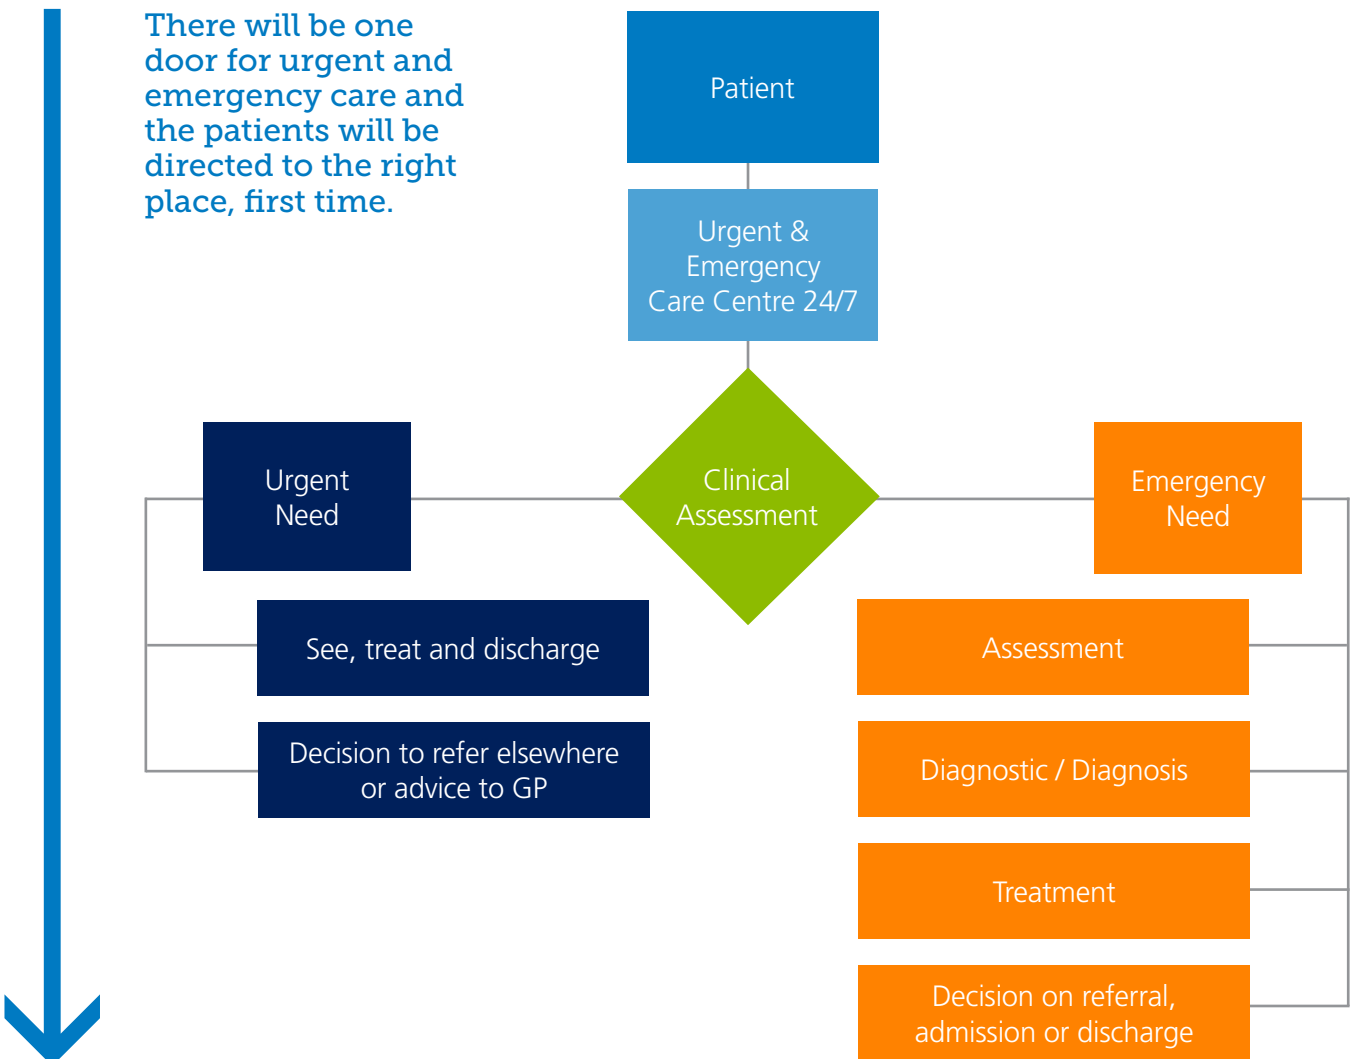 There will be one
door for urgent and
emergency care and
the patients will be
directed to the right
place, first time.
Patient
Urgent &
Emergency
Care Centre 24/7
Clinical
Assessment
Urgent
Need
See, treat and discharge
Decision to refer elsewhere
or advice to GP
Emergency
Need
Assessment
Diagnostic / Diagnosis
Treatment
Decision on referral,
admission or discharge